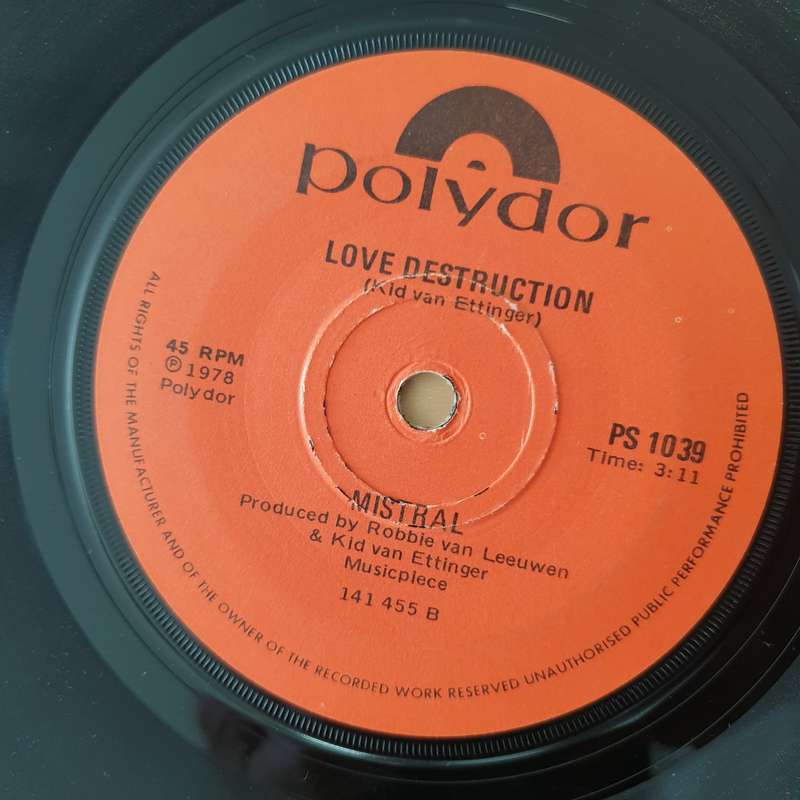 polydor
LOVE DESTRUCTION
(Kid van Ettinger)
45 RPM
Ⓟ 1978
Polydor
PS 1039
Time: 3:11
MISTRAL
Produced by Robbie van Leeuwen
& Kid van Ettinger
Musicpiece
141 455 B
ALL RIGHTS OF THE MANUFACTURER AND OF THE OWNER OF THE RECORDED WORK RESERVED UNAUTHORISED PUBLIC PERFORMANCE PROHIBITED